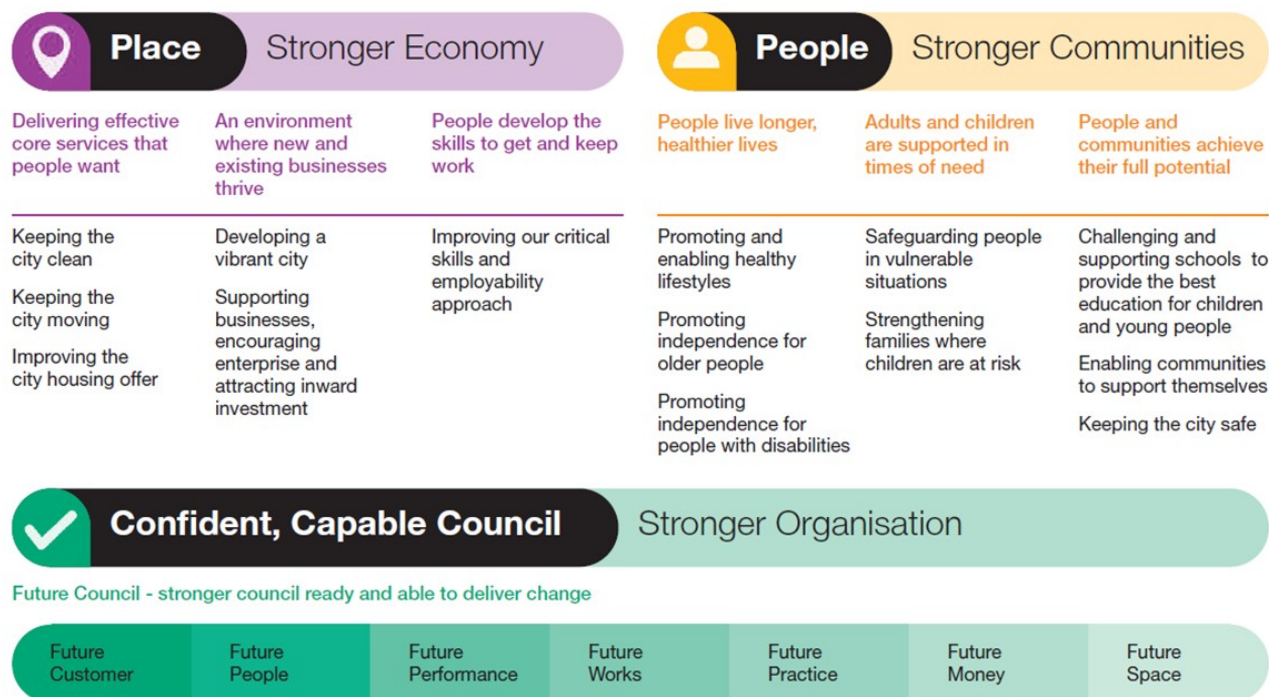 Place Stronger Economy
Delivering effective
core services that
people want
An environment
where new and
existing businesses
thrive
People develop the
skills to get and keep
work
Keeping the
city clean
Keeping the
city moving
Improving the
city housing offer
Developing a
vibrant city
Supporting
businesses,
encouraging
enterprise and
attracting inward
investment
Improving our critical
skills and
employability
approach
People Stronger Communities
People live longer,
healthier lives
Adults and children
are supported in
times of need
People and
communities achieve
their full potential
Promoting and
enabling healthy
lifestyles
Promoting
independence for
older people
Promoting
independence for
people with disabilities
Safeguarding people
in vulnerable
situations
Strengthening
families where
children are at risk
Challenging and
supporting schools to
provide the best
education for children
and young people
Enabling communities
to support themselves
Keeping the city safe
Confident, Capable Council Stronger Organisation
Future Council - stronger council ready and able to deliver change
Future
Customer
Future
People
Future
Performance
Future
Works
Future
Practice
Future
Money
Future
Space